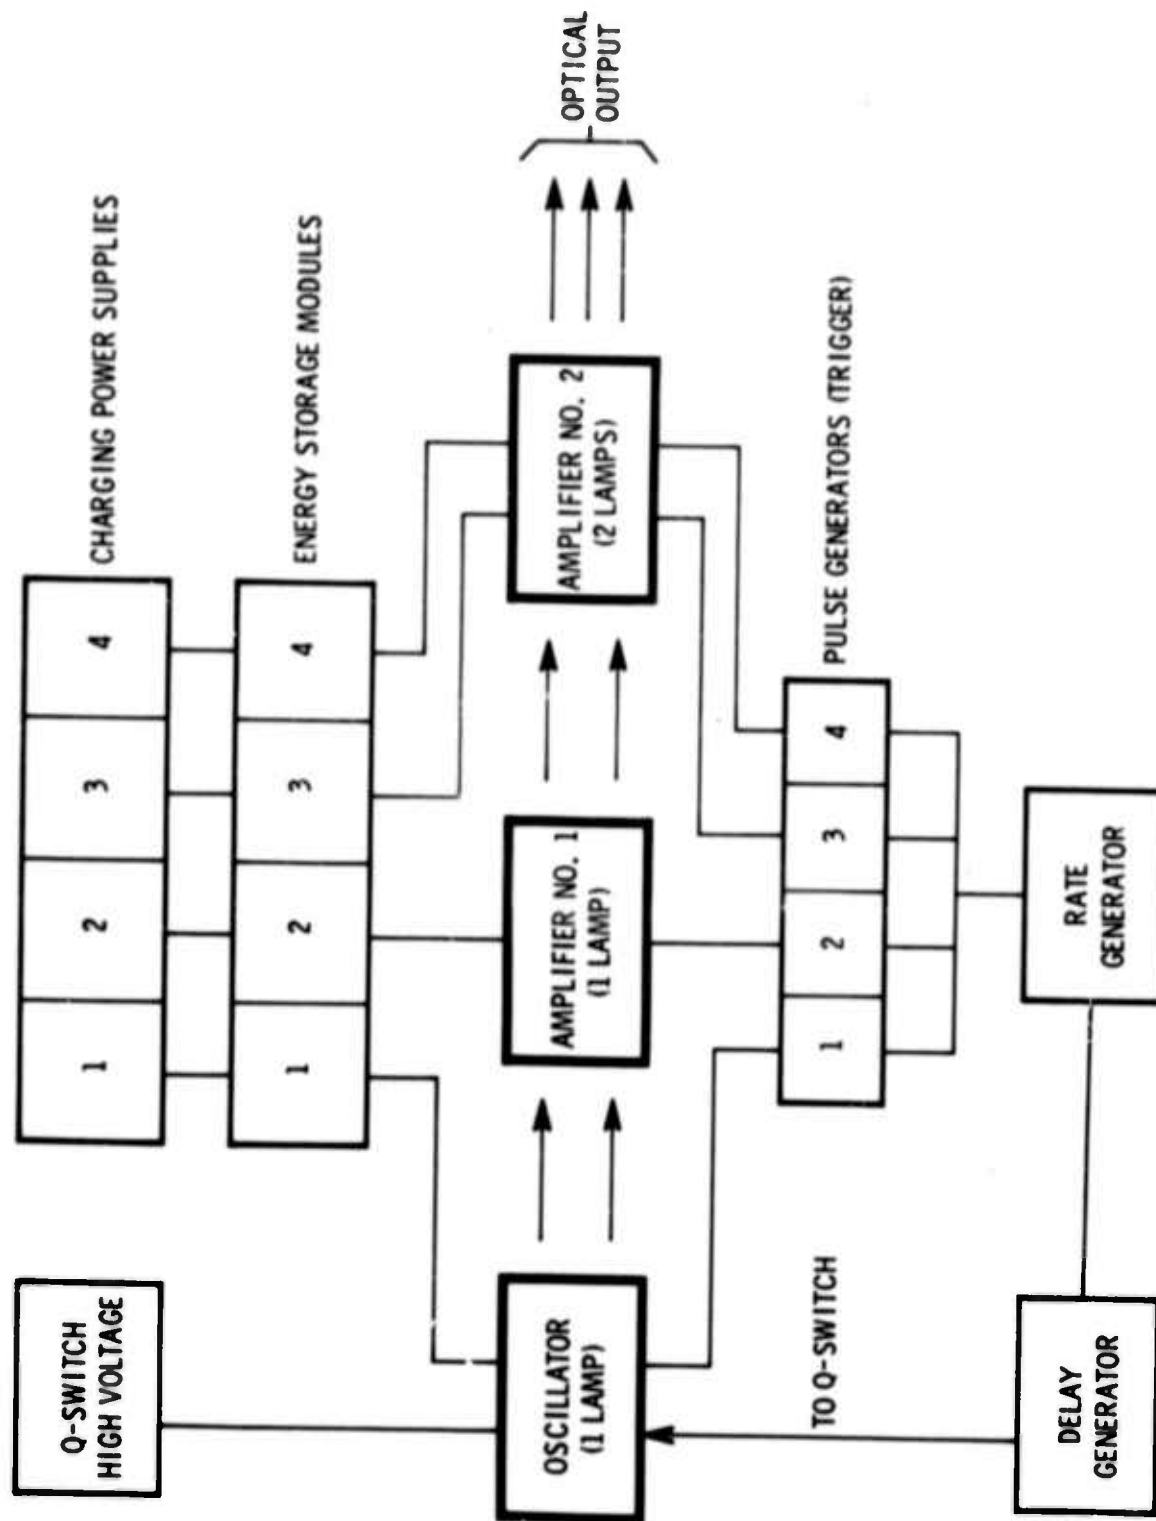 Q-SWITCH
HIGH VOLTAGE
1
2
3
4
CHARGING POWER SUPPLIES
1
2
3
4
ENERGY STORAGE MODULES
OSCILLATOR
(1 LAMP)
AMPLIFIER NO. 1
(1 LAMP)
AMPLIFIER NO. 2
(2 LAMPS)
OPTICAL
OUTPUT
TO Q-SWITCH
1
2
3
4
PULSE GENERATORS (TRIGGER)
DELAY
GENERATOR
RATE
GENERATOR